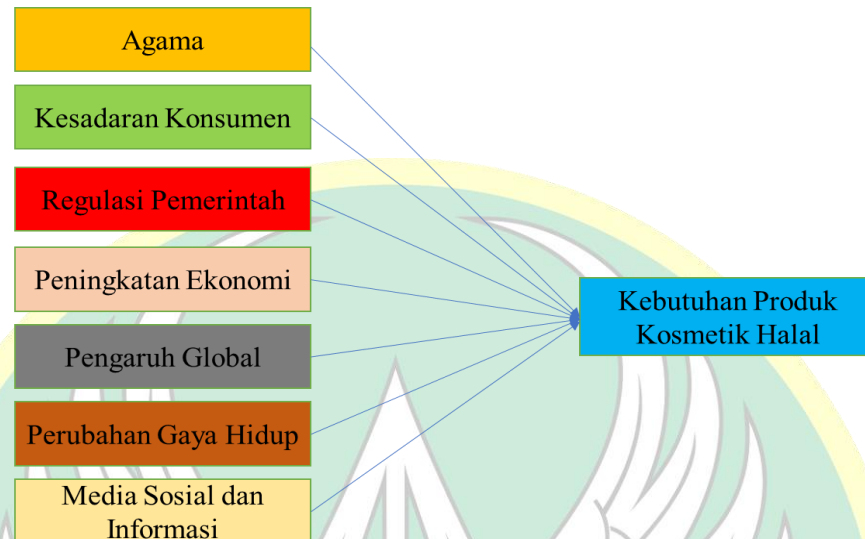 Agama
Kesadaran Konsumen
Regulasi Pemerintah
Peningkatan Ekonomi
Pengaruh Global
Perubahan Gaya Hidup
Media Sosial dan
Informasi
Kebutuhan Produk
Kosmetik Halal